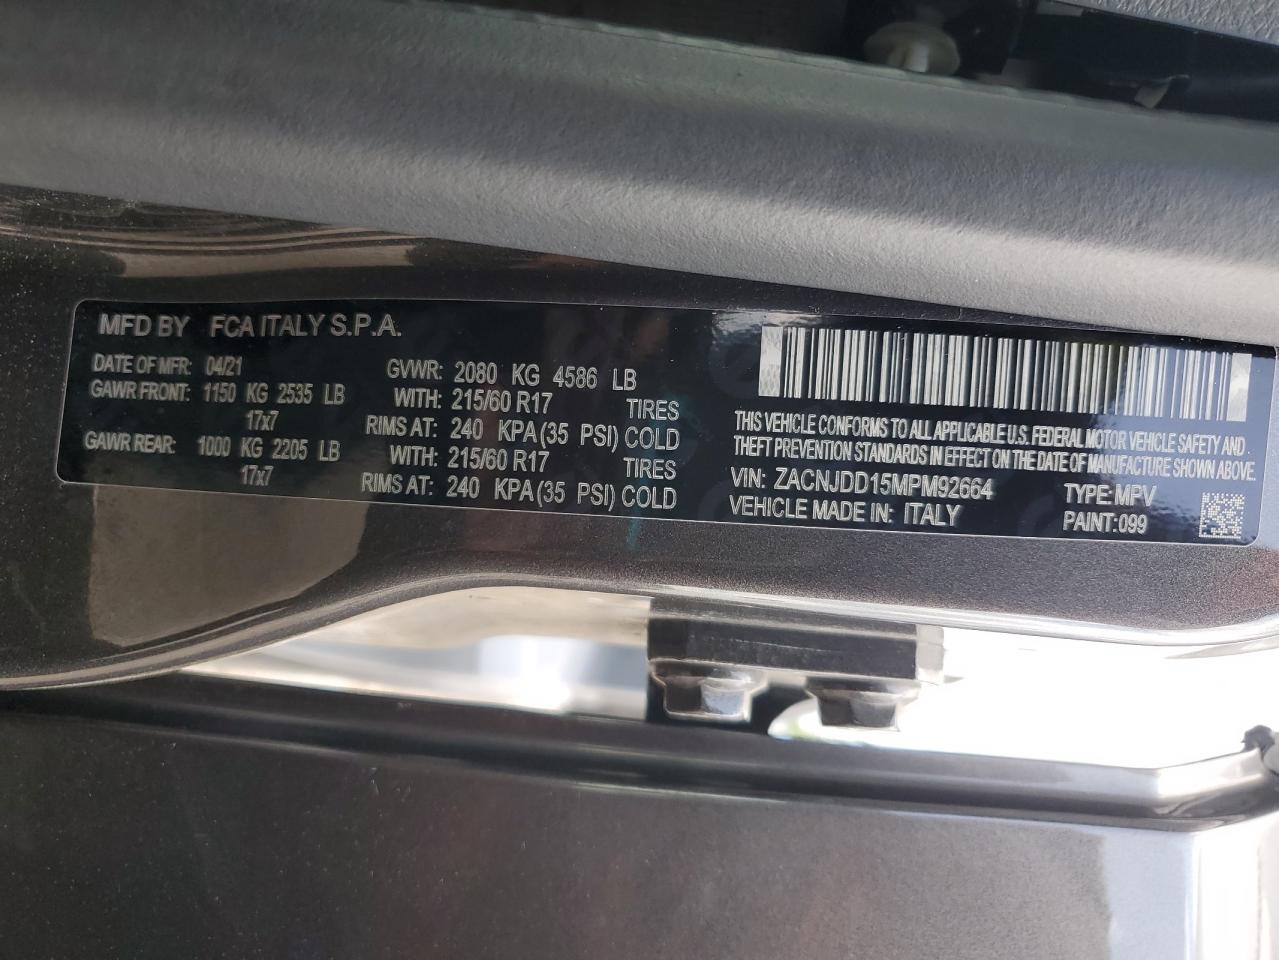 MFD BY FCA ITALY S.P.A.
DATE OF MFR: 04/21 GVWR: 2080 KG 4586 LB
GAWR FRONT: 1150 KG 2535 LB WITH: 215/60 R17 TIRES
17x7 RIMS AT: 240 KPA (35 PSI) COLD
GAWR REAR: 1000 KG 2205 LB WITH: 215/60 R17 TIRES
17x7 RIMS AT: 240 KPA (35 PSI) COLD
THIS VEHICLE CONFORMS TO ALL APPLICABLE U.S. FEDERAL MOTOR VEHICLE SAFETY AND
THEFT PREVENTION STANDARDS IN EFFECT ON THE DATE OF MANUFACTURE SHOWN ABOVE.
VIN: ZACNJDD15MPM92664 TYPE: MPV
VEHICLE MADE IN: ITALY PAINT: 099